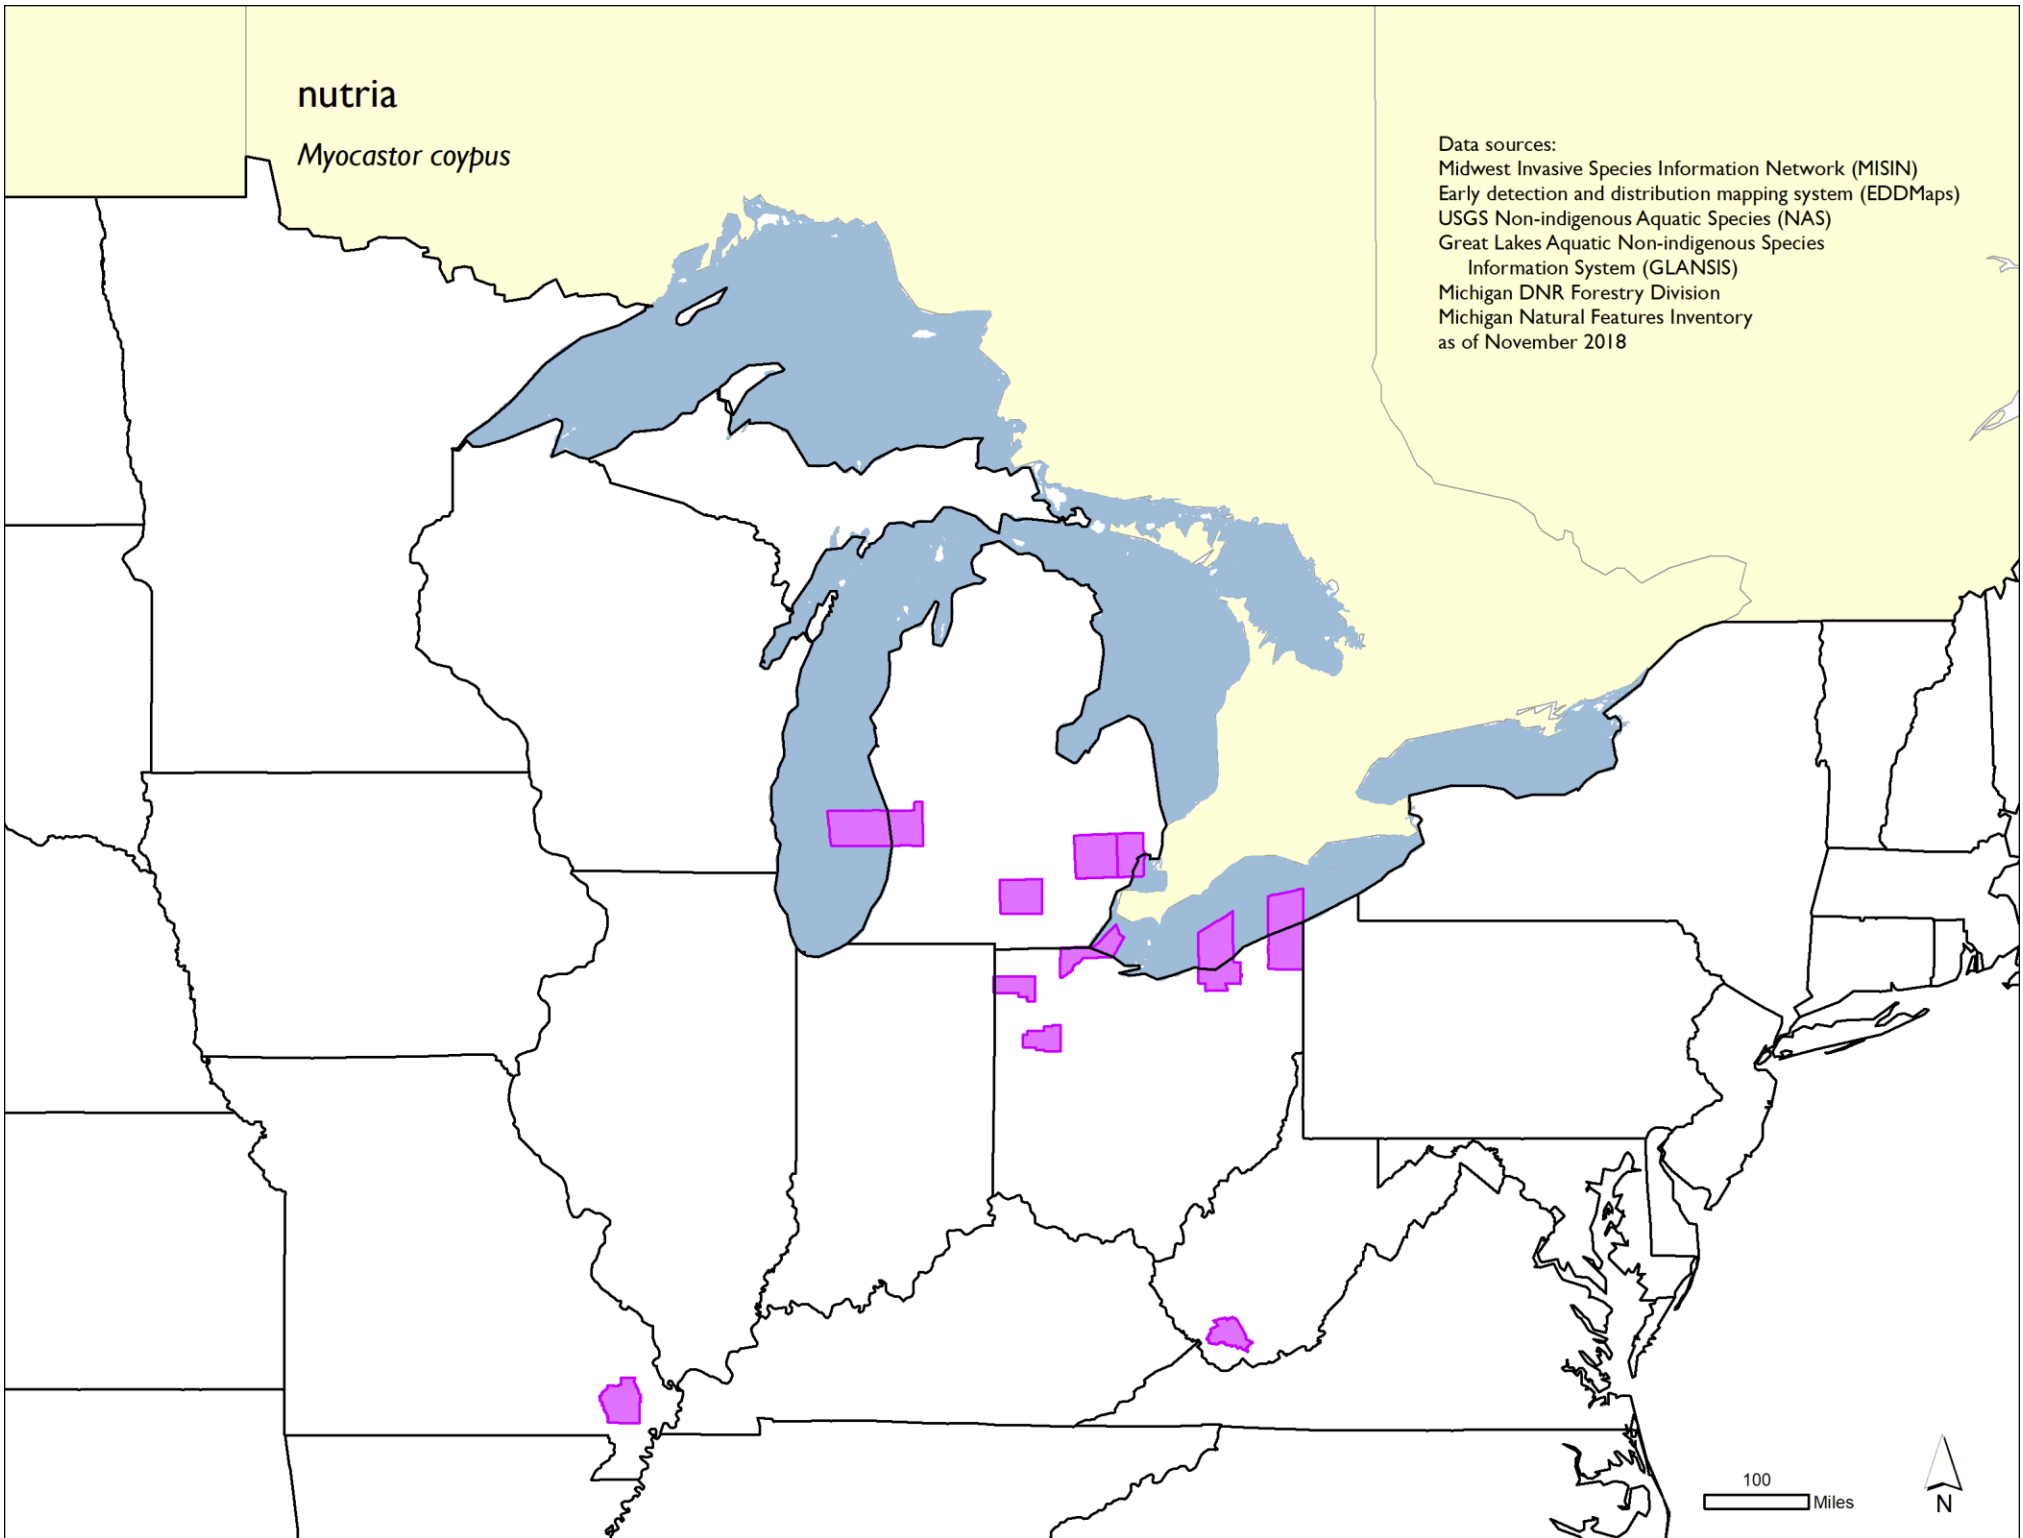 nutria
Myocastor coypus
Data sources:
Midwest Invasive Species Information Network (MISIN)
Early detection and distribution mapping system (EDDMaps)
USGS Non-indigenous Aquatic Species (NAS)
Great Lakes Aquatic Non-indigenous Species
Information System (GLANSIS)
Michigan DNR Forestry Division
Michigan Natural Features Inventory
as of November 2018
100
Miles
N